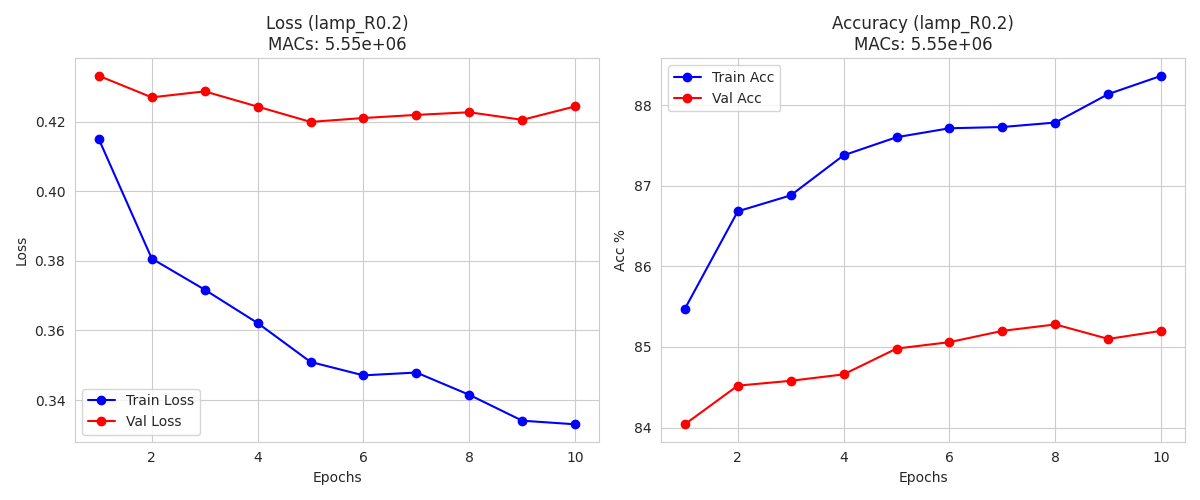 Loss (lamp_R0.2)
MACs: 5.55e+06
Loss
0.42
0.40
0.38
0.36
0.34
Train Loss
Val Loss
2 4 6 8 10
Epochs
Accuracy (lamp_R0.2)
MACs: 5.55e+06
Train Acc
Val Acc
Acc %
88
87
86
85
84
2 4 6 8 10
Epochs